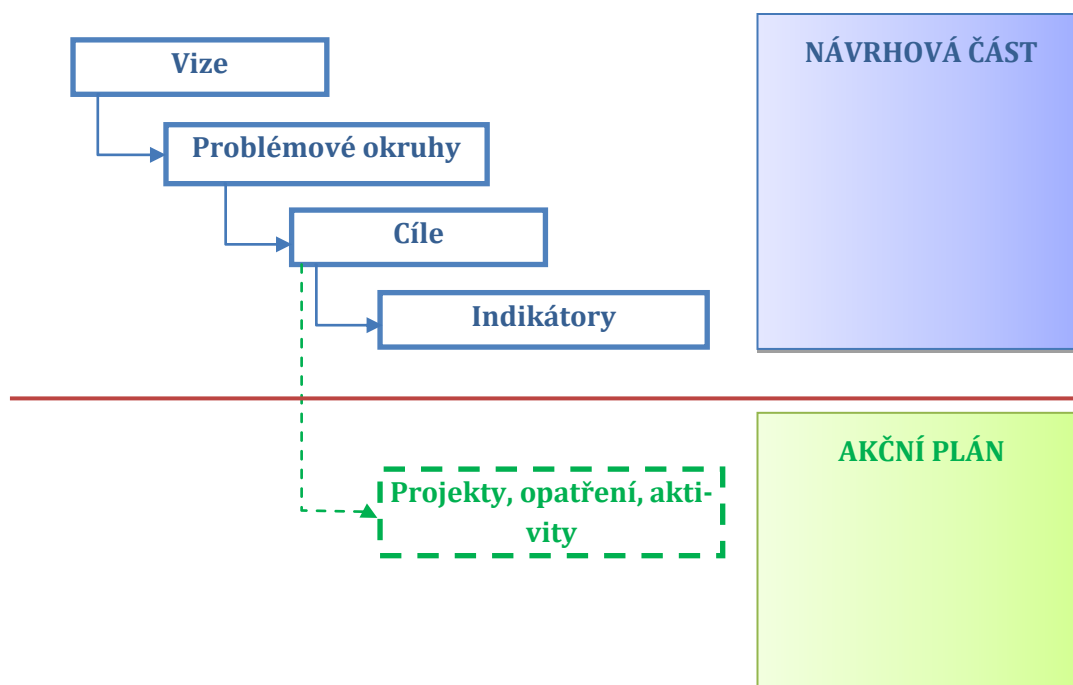 NÁVRHOVÁ ČÁST
Vize
Problémové okruhy
Cíle
Indikátory
AKČNÍ PLÁN
Projekty, opatření, akti-
vity